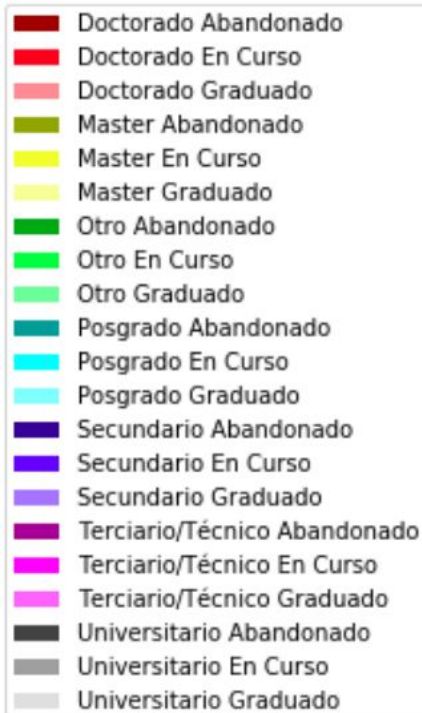 Doctorado Abandonado
Doctorado En Curso
Doctorado Graduado
Master Abandonado
Master En Curso
Master Graduado
Otro Abandonado
Otro En Curso
Otro Graduado
Posgrado Abandonado
Posgrado En Curso
Posgrado Graduado
Secundario Abandonado
Secundario En Curso
Secundario Graduado
Terciario/Técnico Abandonado
Terciario/Técnico En Curso
Terciario/Técnico Graduado
Universitario Abandonado
Universitario En Curso
Universitario Graduado